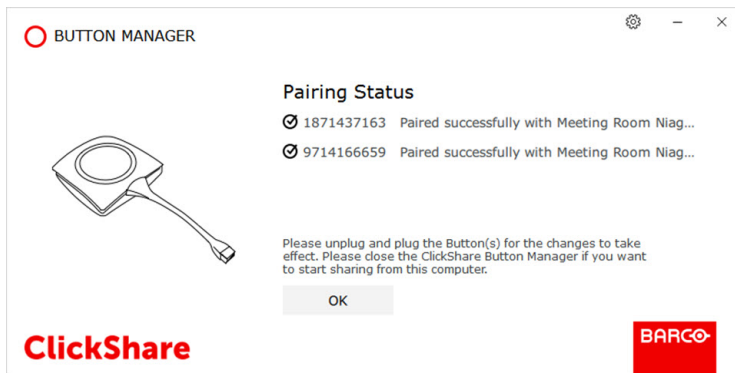 BUTTON MANAGER
Pairing Status
1871437163 Paired successfully with Meeting Room Niag...
9714166659 Paired successfully with Meeting Room Niag...
Please unplug and plug the Button(s) for the changes to take
effect. Please close the ClickShare Button Manager if you want
to start sharing from this computer.
OK
ClickShare
BARCO